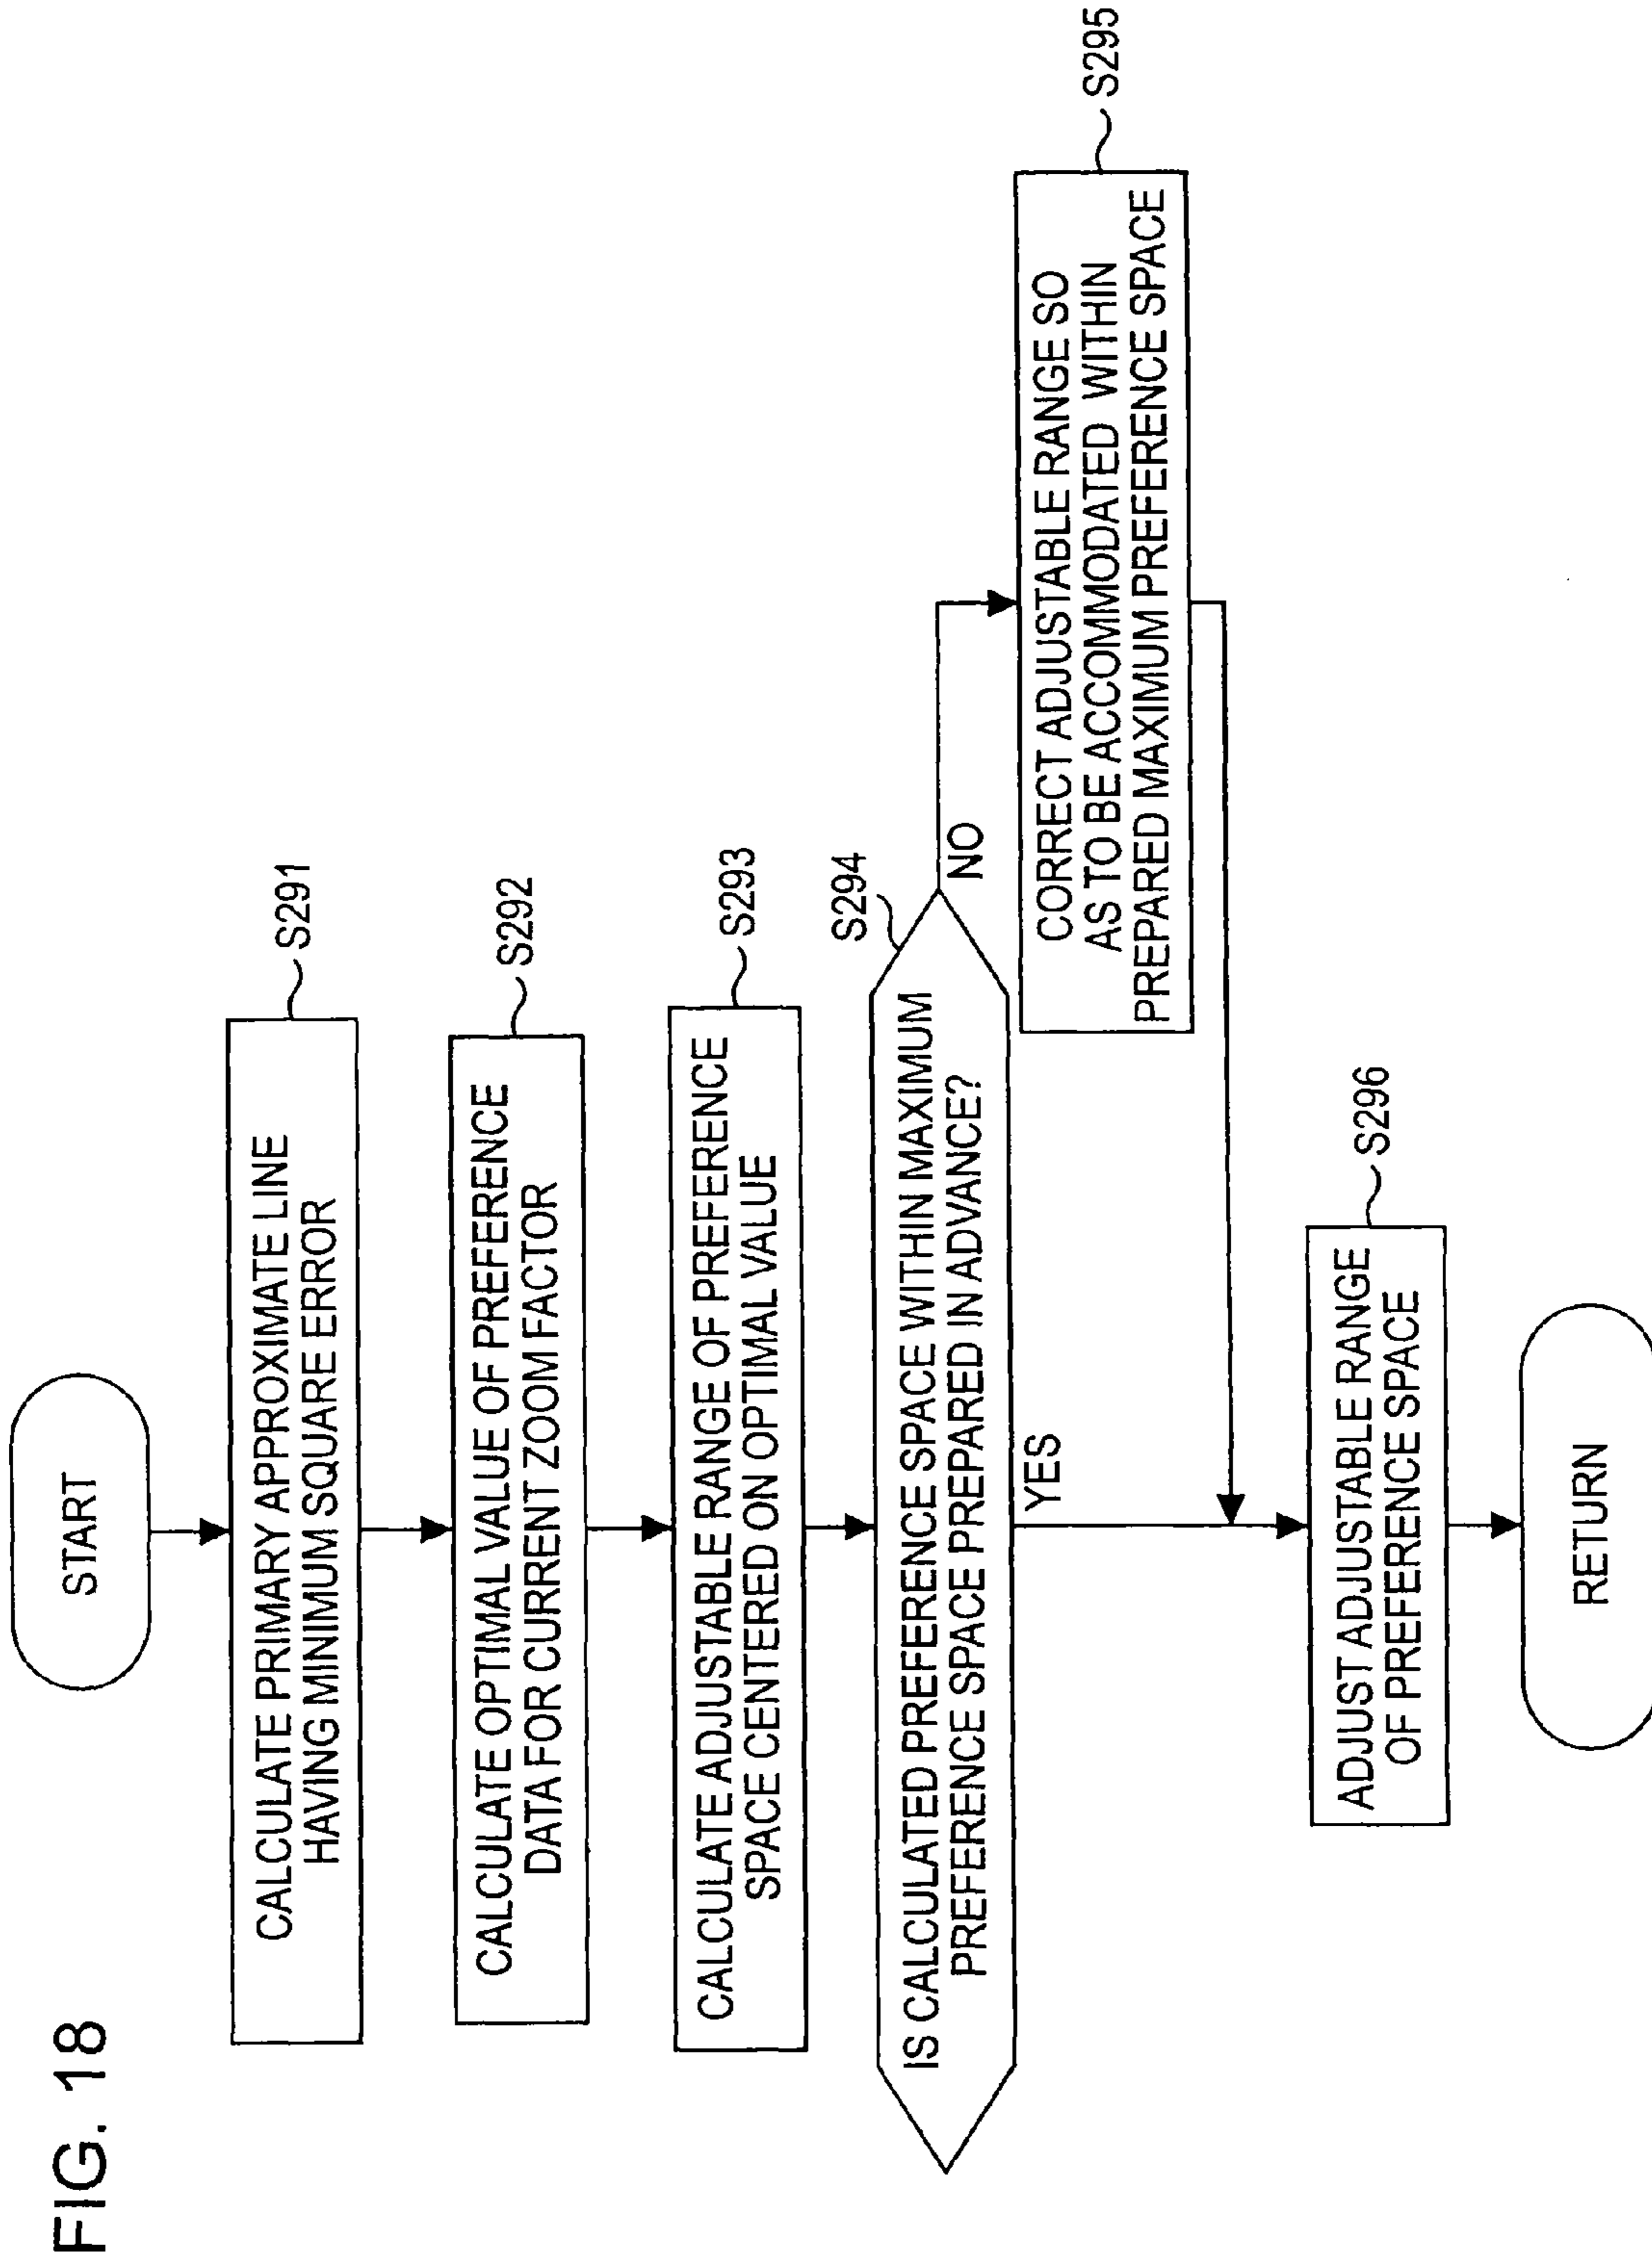 FIG. 18
START
CALCULATE PRIMARY APPROXIMATE LINE
HAVING MINIMUM SQUARE ERROR
S291
CALCULATE OPTIMAL VALUE OF PREFERENCE
DATA FOR CURRENT ZOOM FACTOR
S292
CALCULATE ADJUSTABLE RANGE OF PREFERENCE
SPACE CENTERED ON OPTIMAL VALUE
S293
S294
IS CALCULATED PREFERENCE SPACE WITHIN MAXIMUM
PREFERENCE SPACE PREPARED IN ADVANCE?
NO
YES
CORRECT ADJUSTABLE RANGE SO
AS TO BE ACCOMMODATED WITHIN
PREPARED MAXIMUM PREFERENCE SPACE
S295
ADJUST ADJUSTABLE RANGE
OF PREFERENCE SPACE
S296
RETURN